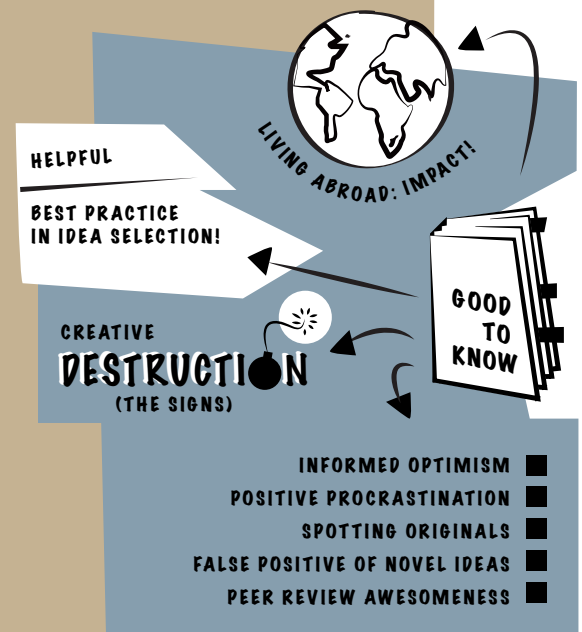 LIVING ABROAD: IMPACT!
HELPFUL
BEST PRACTICE
IN IDEA SELECTION!
GOOD
TO
KNOW
CREATIVE
DESTRUCTION
(THE SIGNS)
INFORMED OPTIMISM
POSITIVE PROCRASTINATION
SPOTTING ORIGINALS
FALSE POSITIVE OF NOVEL IDEAS
PEER REVIEW AWESOMENESS